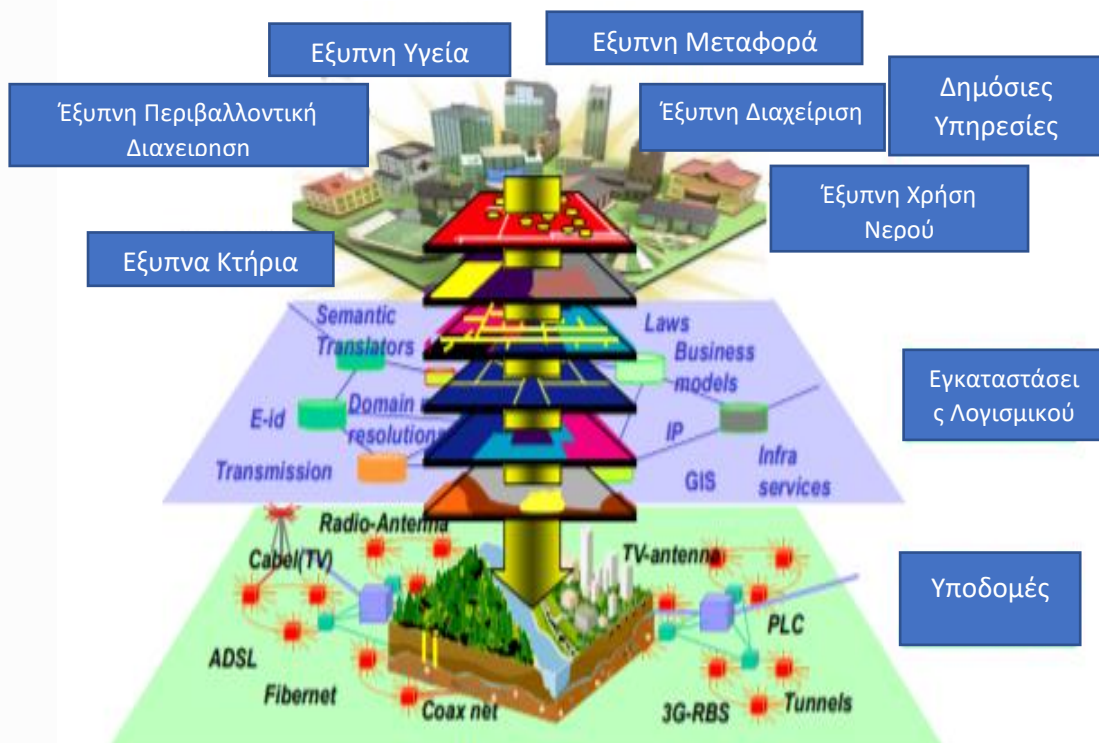 Εξυπνη Υγεία
Εξυπνη Μεταφορά
Έξυπνη Περιβαλλοντική
Διαχειρηση
Έξυπνη Διαχείριση
Δημόσιες
Υπηρεσίες
Έξυπνη Χρήση
Νερού
Εξυπνα Κτήρια
Semantic
Translators
Laws
Business
models
E-id
Domain
resolutions
IP
Transmission
GIS
Infra
services
Εγκαταστάσει
ς Λογισμικού
Radio-Antenna
Cabel(TV)
TV-antenna
Υποδομές
PLC
ADSL
Fibernet
Coax net
3G-RBS
Tunnels